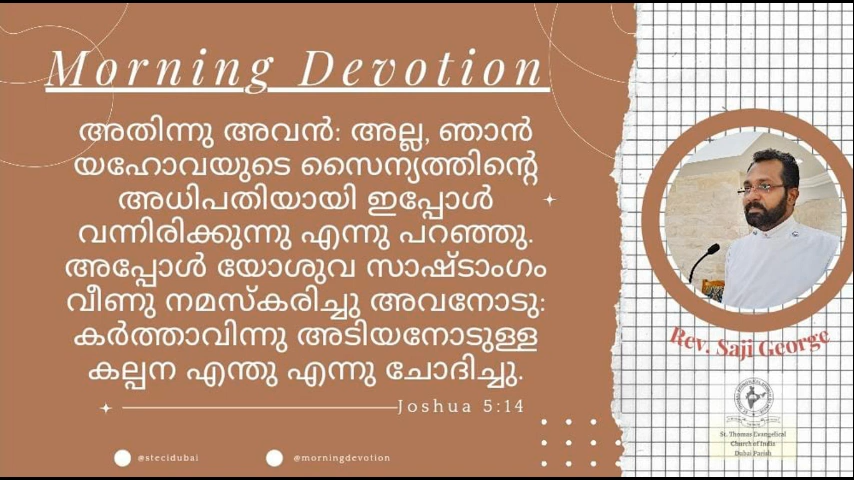 Morning Devotion
അതിന്നു അവൻ: അല്ല, ഞാൻ
യഹോവയുടെ സൈന്യത്തിന്റെ
അധിപതിയായി ഇപ്പോൾ
വന്നിരിക്കുന്നു എന്നു പറഞ്ഞു.
അപ്പോൾ യോശുവ സാഷ്ടാംഗം
വീണു നമസ്കരിച്ചു അവനോടു:
കർത്താവിന്നു അടിയനോടുള്ള
കല്പന എന്തു എന്നു ചോദിച്ചു.
Joshua 5:14
@stecidubai
@morningdevotion
Rev. Saji George
St. Thomas Evangelical
Church of India
Dubai Parish